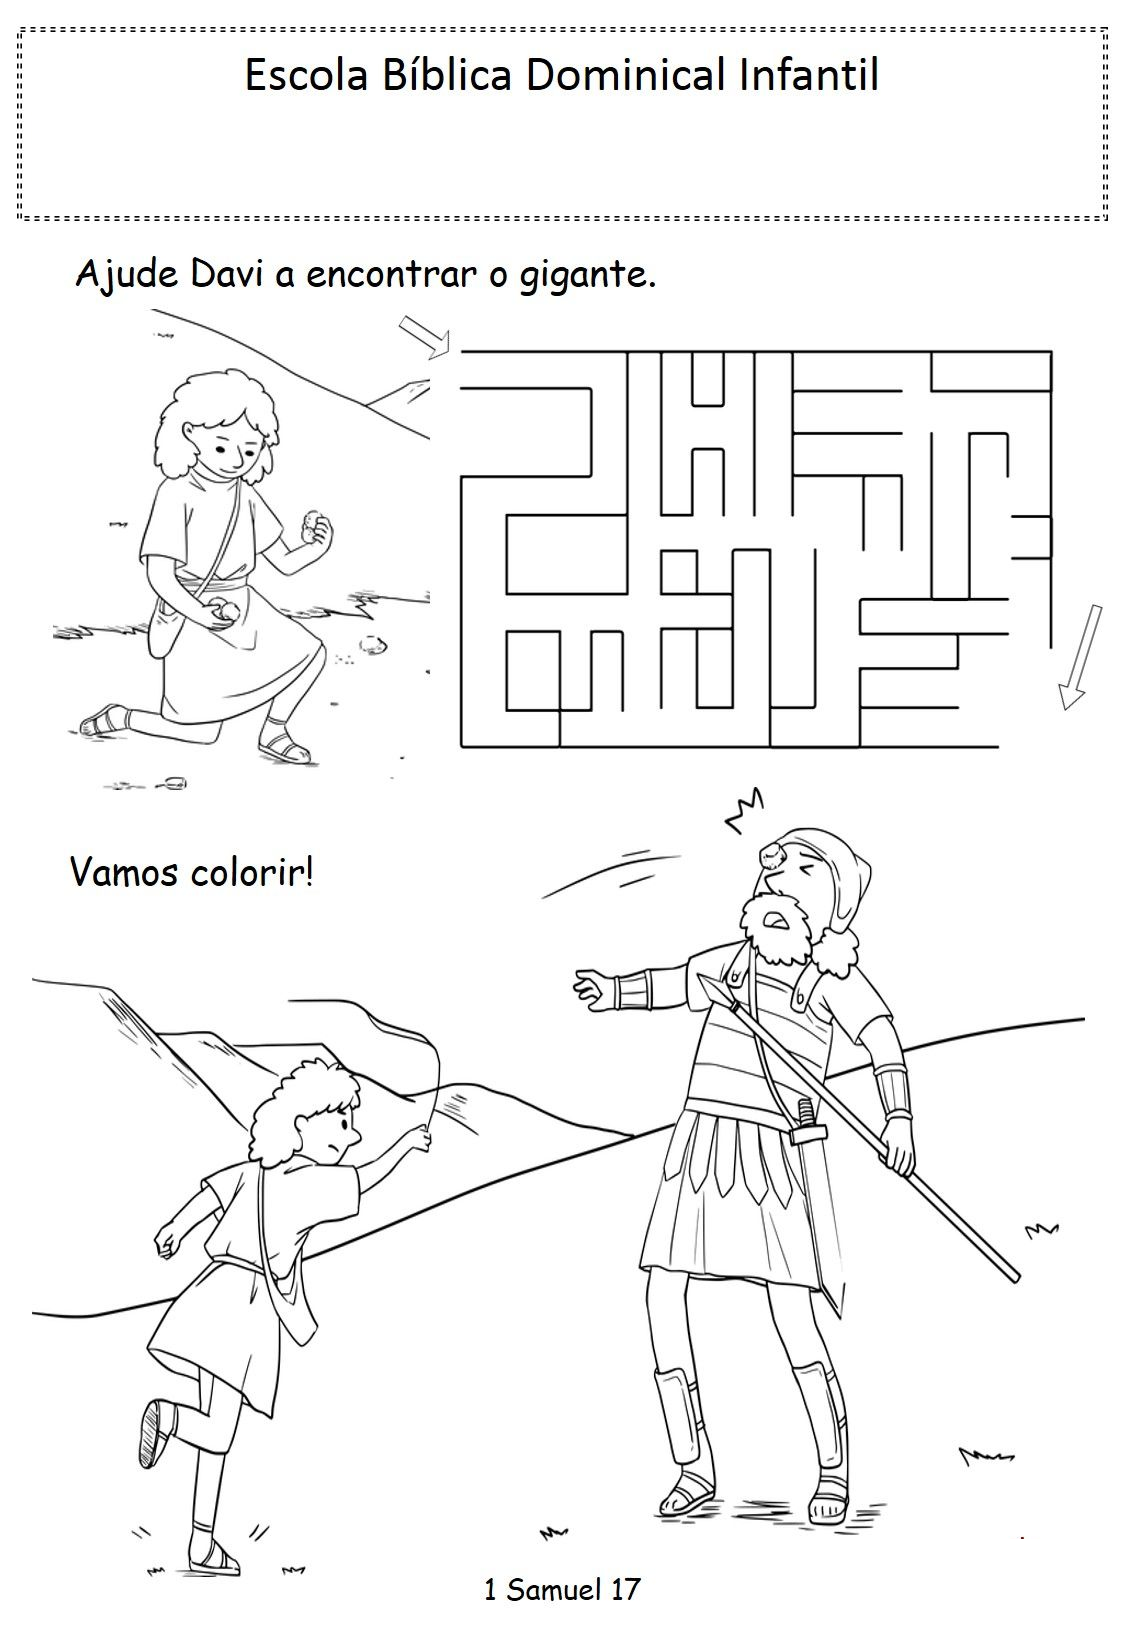 Escola Bíblica Dominical Infantil
Ajude Davi a encontrar o gigante.
Vamos colorir!
1 Samuel 17